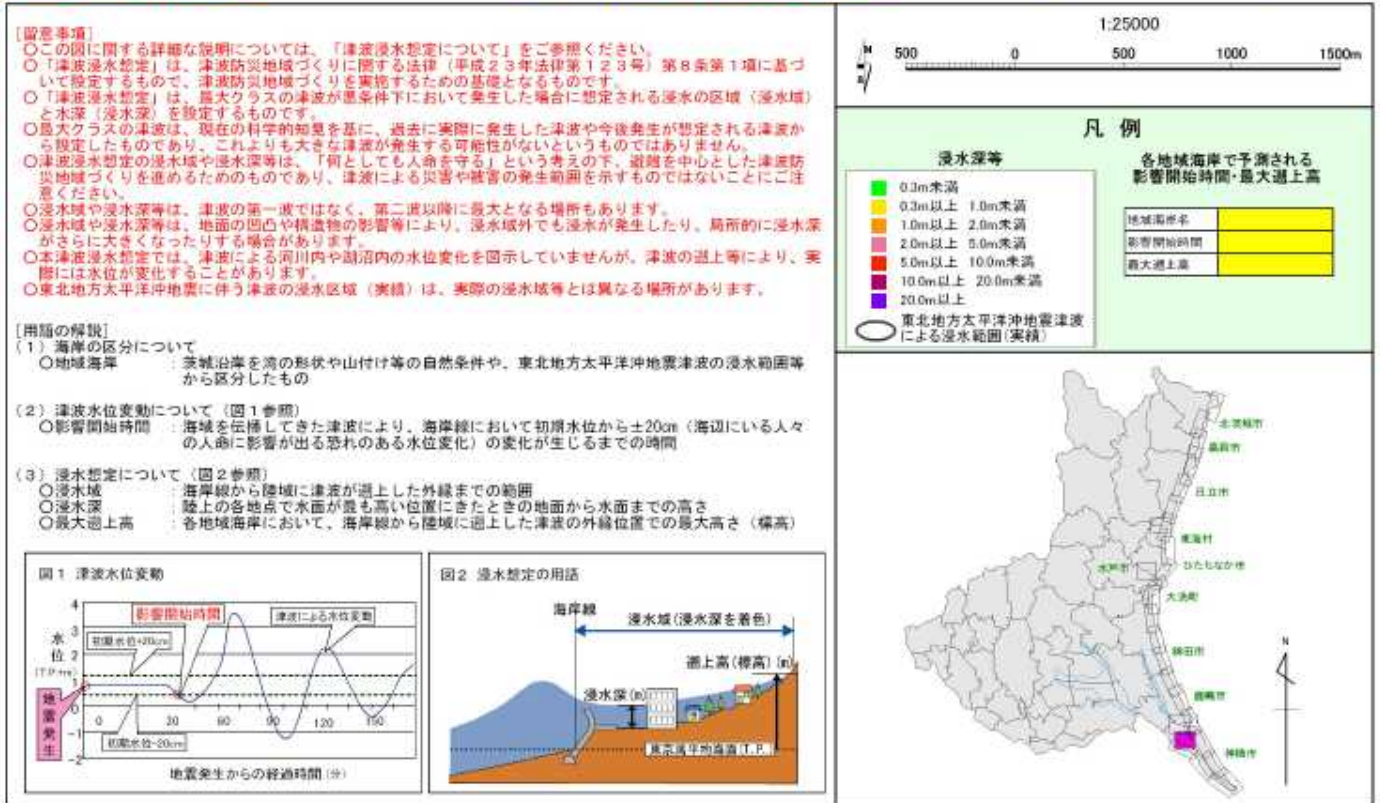 [留意事項]
○この図に関する詳細な説明については、「津波浸水想定について」をご参照ください。
○「津波浸水想定」は、津波防災地域づくりに関する法律（平成２３年法律第１２３号）第８条第１項に基づ
いて設定するもので、津波防災地域づくりを実施するための基礎となるものです。
○「津波浸水想定」は、最大クラスの津波が悪条件下において発生した場合に想定される浸水の区域（浸水域）
と水深（浸水深）を設定するものです。
○最大クラスの津波は、現在の科学的知見を基に、過去に実際に発生した津波や今後発生が想定される津波か
ら設定したものであり、これよりも大きな津波が発生する可能性がないというものではありません。
○津波浸水想定の浸水域や浸水深等は、「何としても人命を守る」という考えの下、避難を中心とした津波防
災地域づくりを進めるためのものであり、津波による災害や被害の発生範囲を示すものではないことにご注
意ください。
○浸水域や浸水深等は、津波の第一波ではなく、第二波以降に最大となる場所もあります。
○浸水域や浸水深等は、地面の凹凸や構造物の影響等により、浸水域外でも浸水が発生したり、局所的に浸水深
がさらに大きくなったりする場合があります。
○本津波浸水想定では、津波による河川内や湖沼内の水位変化を図示していませんが、津波の遡上等により、実
際には水位が変化することがあります。
○東北地方太平洋沖地震に伴う津波の浸水区域（実績）は、実際の浸水域等とは異なる場所があります。
[用語の解説]
（１）海岸の区分について
○地域海岸 ：茨城沿岸を湾の形状や山付け等の自然条件や、東北地方太平洋沖地震津波の浸水範囲等
から区分したもの
（２）津波水位変動について（図１参照）
○影響開始時間 ：海域を伝播してきた津波により、海岸線において初期水位から±20cm（海辺にいる人々
の人命に影響が出る恐れのある水位変化）の変化が生じるまでの時間
（３）浸水想定について（図２参照）
○浸水域 ：海岸線から陸域に津波が遡上した外縁までの範囲
○浸水深 ：陸上の各地点で水面が最も高い位置にきたときの地面から水面までの高さ
○最大遡上高 ：各地域海岸において、海岸線から陸域に遡上した津波の外縁位置での最大高さ（標高）
図1 津波水位変動
影響開始時間
津波による水位変動
初期水位+20cm
水位
(T.P.+m)
4
3
2
1
0
-1
-2
地震発生
0 30 60 90 120 150
初期水位-20cm
地震発生からの経過時間(分)
図2 浸水想定の用語
海岸線
浸水域(浸水深を着色)
遡上高(標高)(m)
浸水深(m)
東京湾平均海面(T.P.)
1:25000
N
S
500 0 500 1000 1500m
凡例
浸水深等
0.3m未満
0.3m以上 1.0m未満
1.0m以上 2.0m未満
2.0m以上 5.0m未満
5.0m以上 10.0m未満
10.0m以上 20.0m未満
20.0m以上
東北地方太平洋沖地震津波
による浸水範囲(実績)
各地域海岸で予測される
影響開始時間・最大遡上高
地域海岸名
影響開始時間
最大遡上高
北茨城市
高萩市
日立市
東海村
水戸市
ひたちなか市
大洗町
鉾田市
鹿嶋市
神栖市
N